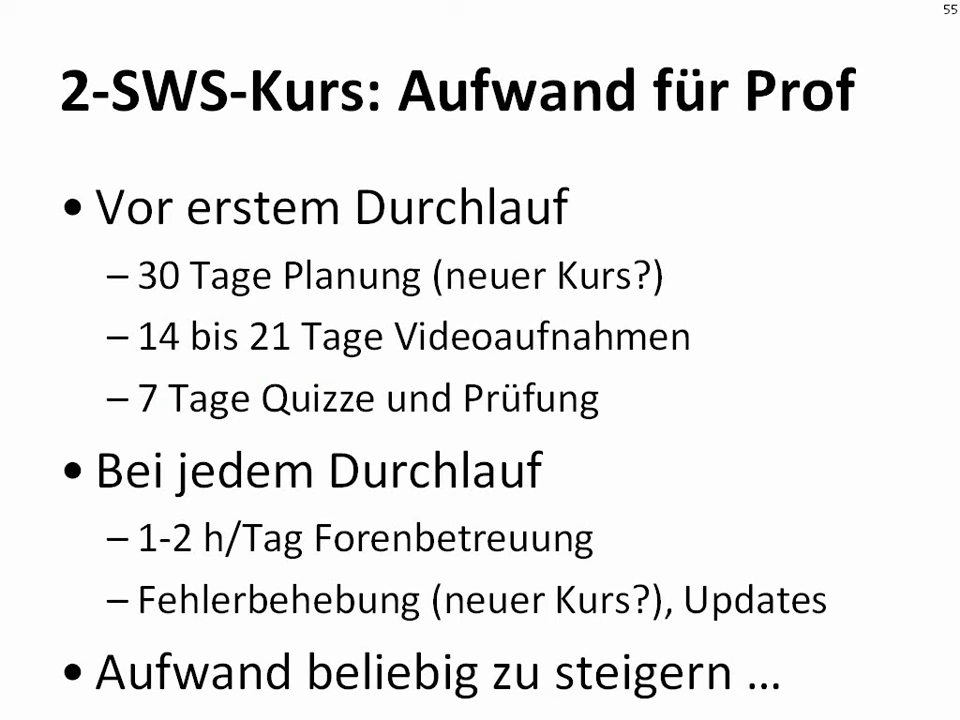 55
2-SWS-Kurs: Aufwand für Prof
• Vor erstem Durchlauf
– 30 Tage Planung (neuer Kurs?)
– 14 bis 21 Tage Videoaufnahmen
– 7 Tage Quizze und Prüfung
• Bei jedem Durchlauf
– 1-2 h/Tag Forenbetreuung
– Fehlerbehebung (neuer Kurs?), Updates
• Aufwand beliebig zu steigern …